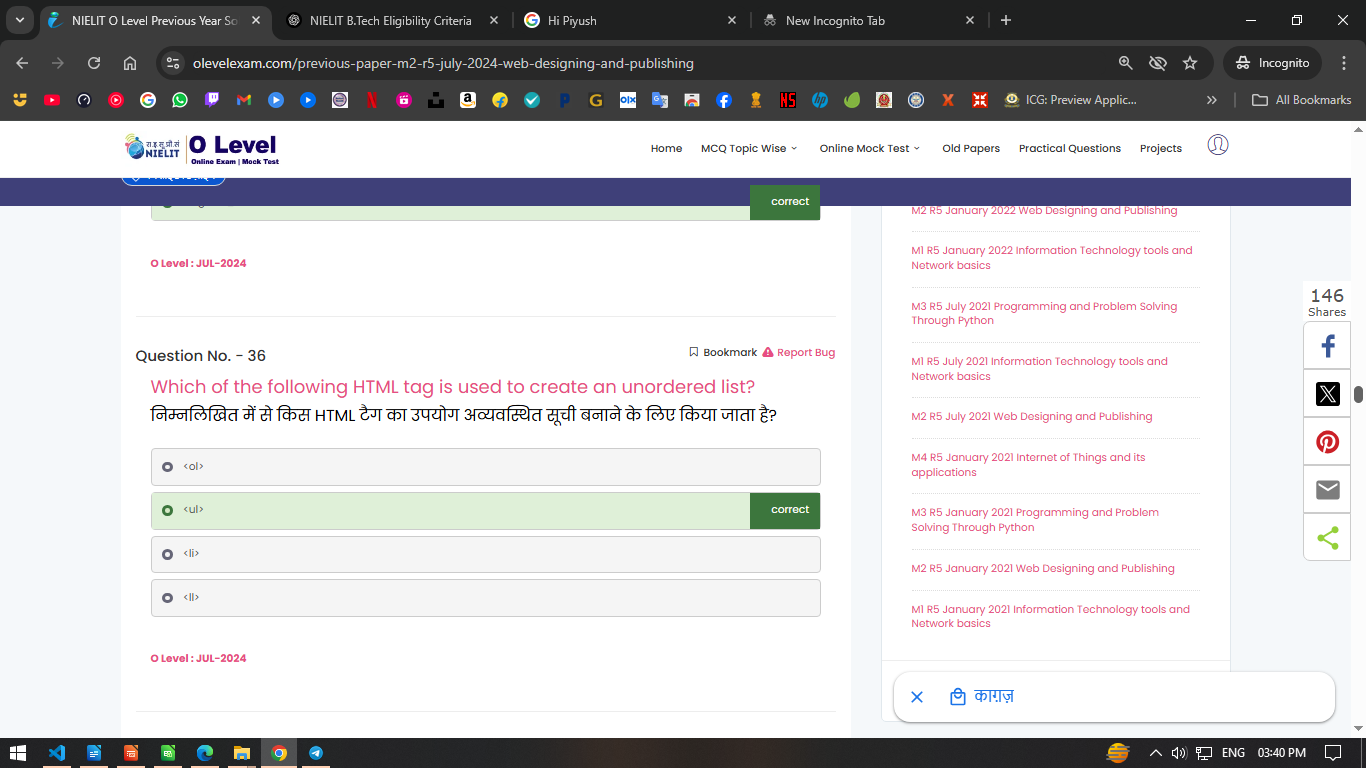 NIELIT O Level Previous Year So
NIELIT B.Tech Eligibility Criteria
Hi Piyush
New Incognito Tab
olevelexam.com/previous-paper-m2-r5-july-2024-web-designing-and-publishing
Incognito
ICG: Preview Applic...
All Bookmarks
रा.इ.सू.प्रौ.सं
NIELIT
O Level
Online Exam | Mock Test
Home
MCQ Topic Wise
Online Mock Test
Old Papers
Practical Questions
Projects
correct
O Level : JUL-2024
Question No. - 36
Bookmark
Report Bug
Which of the following HTML tag is used to create an unordered list?
निम्नलिखित में से किस HTML टैग का उपयोग अव्यवस्थित सूची बनाने के लिए किया जाता है?
<ol>
<ul>
correct
<li>
<ll>
O Level : JUL-2024
M2 R5 January 2022 Web Designing and Publishing
M1 R5 January 2022 Information Technology tools and
Network basics
M3 R5 July 2021 Programming and Problem Solving
Through Python
M1 R5 July 2021 Information Technology tools and
Network basics
M2 R5 July 2021 Web Designing and Publishing
M4 R5 January 2021 Internet of Things and its
applications
M3 R5 January 2021 Programming and Problem
Solving Through Python
M2 R5 January 2021 Web Designing and Publishing
M1 R5 January 2021 Information Technology tools and
Network basics
146
Shares
काग़ज़
ENG
03:40 PM